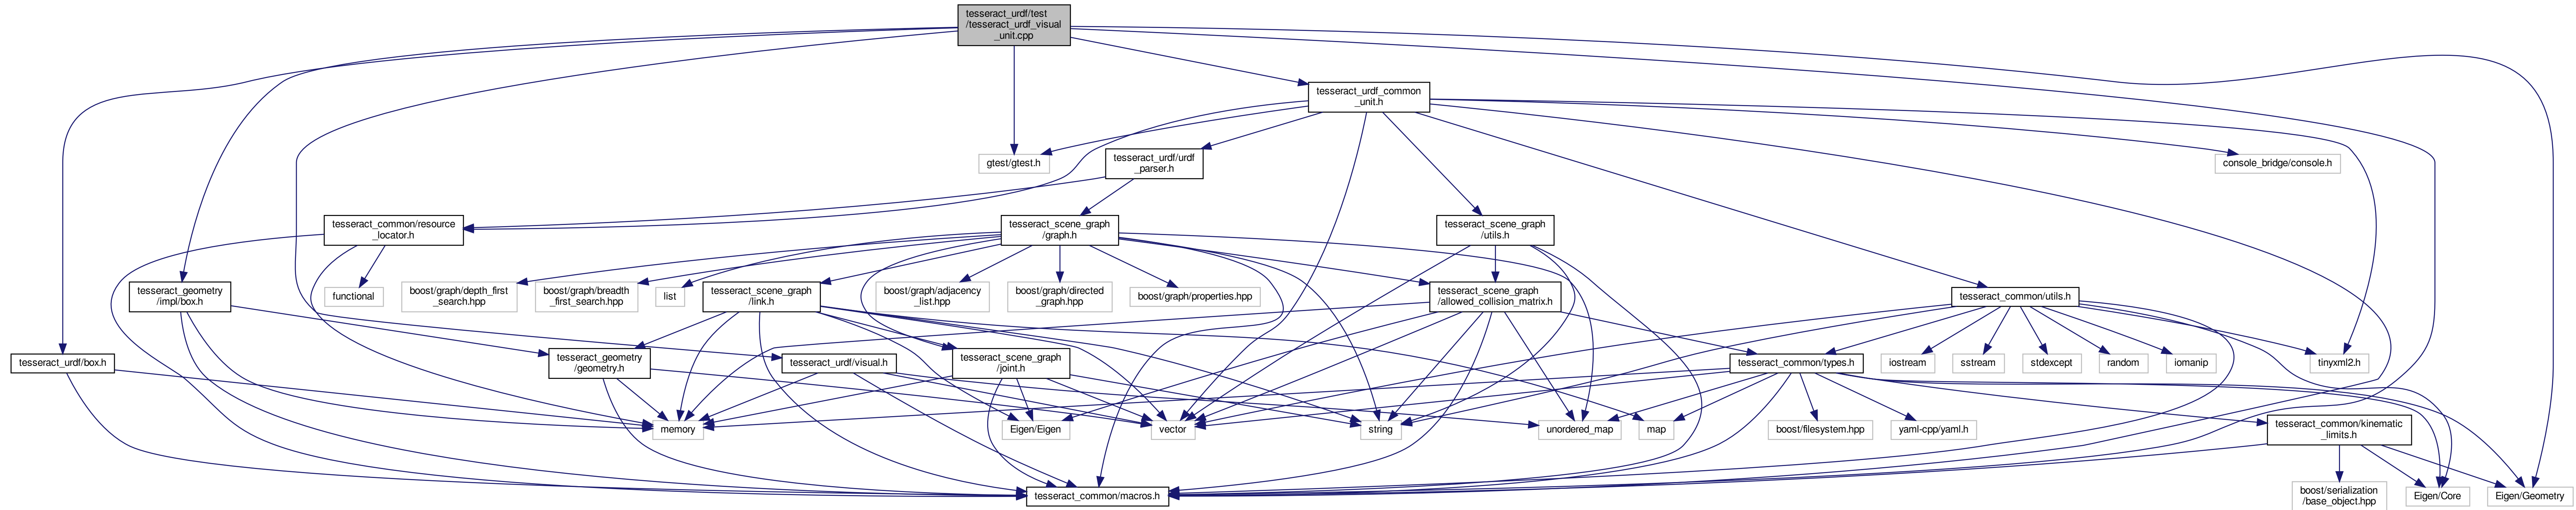 tesseract_urdf/test
/tesseract_urdf_visual
_unit.cpp
tesseract_urdf_common
_unit.h
gtest/gtest.h
tesseract_urdf/urdf
_parser.h
console_bridge/console.h
tesseract_common/resource
_locator.h
tesseract_scene_graph
/graph.h
tesseract_scene_graph
/utils.h
tesseract_geometry
/impl/box.h
functional
boost/graph/depth_first
_search.hpp
boost/graph/breadth
_first_search.hpp
list
tesseract_scene_graph
/link.h
boost/graph/adjacency
_list.hpp
boost/graph/directed
_graph.hpp
boost/graph/properties.hpp
tesseract_scene_graph
/allowed_collision_matrix.h
tesseract_common/utils.h
tesseract_urdf/box.h
tesseract_geometry
/geometry.h
tesseract_urdf/visual.h
tesseract_scene_graph
/joint.h
tesseract_common/types.h
iostream
sstream
stdexcept
random
iomanip
tinyxml2.h
memory
Eigen/Eigen
vector
string
unordered_map
map
boost/filesystem.hpp
yaml-cpp/yaml.h
tesseract_common/kinematic
_limits.h
tesseract_common/macros.h
boost/serialization
/base_object.hpp
Eigen/Core
Eigen/Geometry